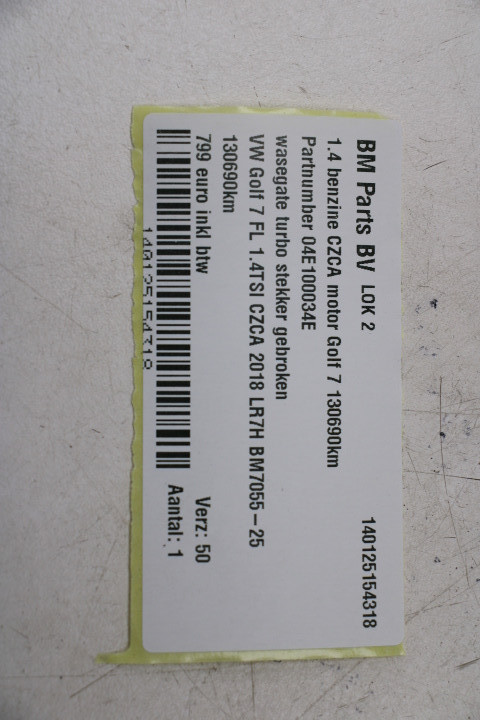 BM Parts BV LOK 2 140125154318
1.4 benzine CZCA motor Golf 7 130690km
Partnumber 04E100034E
wasegate turbo stekker gebroken
VW Golf 7 FL 1.4TSI CZCA 2018 LR7H BM7055-25
130690km
799 euro inkl btw Verz: 50
Aantal: 1
140125154318